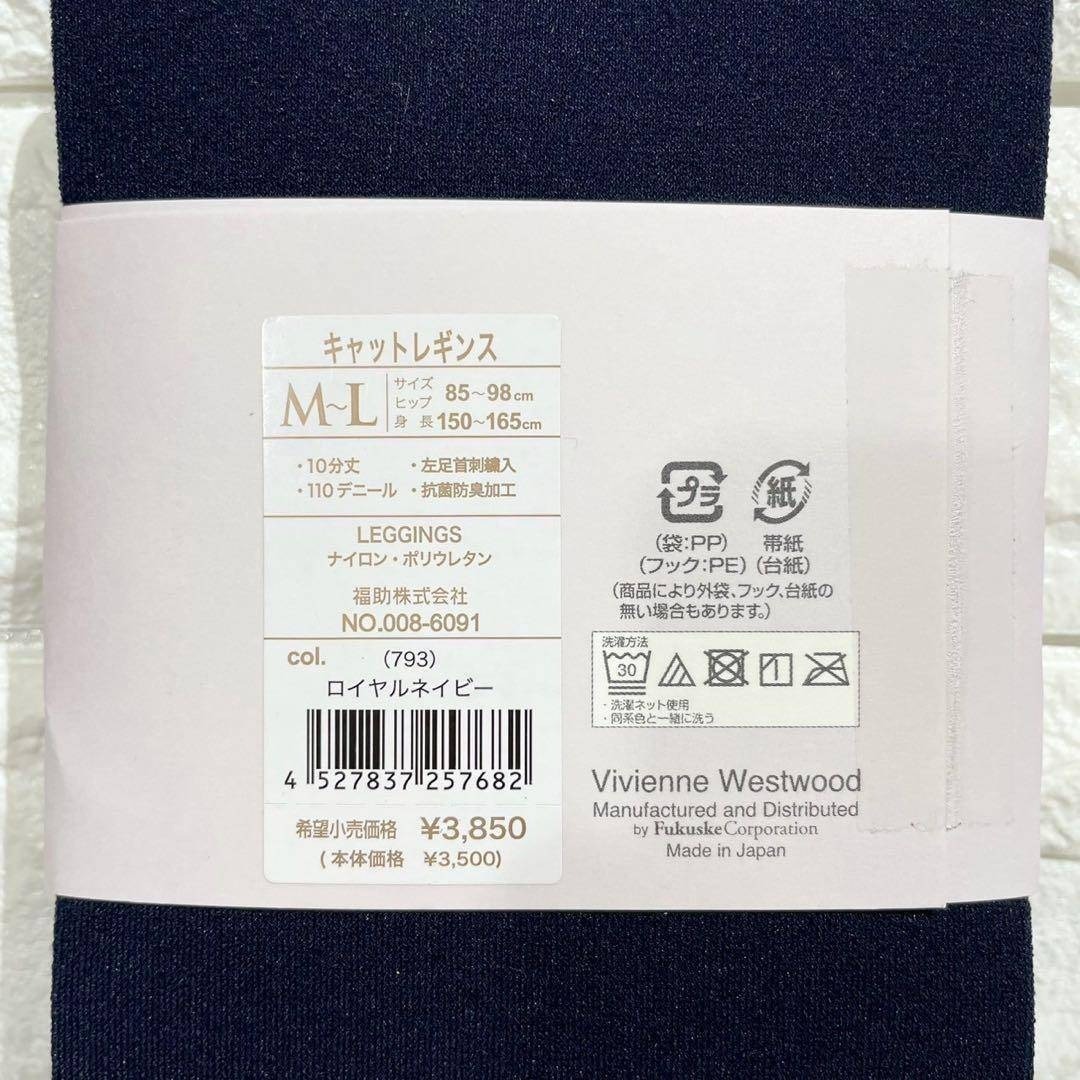 キャットレギンス
M~L
サイズ
ヒップ 85~98cm
身長 150~165cm
・10分丈 ・左足首刺繍入
・110デニール ・抗菌防臭加工
LEGGINGS
ナイロン・ポリウレタン
福助株式会社
NO.008-6091
col. (793)
ロイヤルネイビー
4 527837 257682
希望小売価格 ¥3,850
(本体価格 ¥3,500)
プラ 紙
(袋:PP) 帯紙
(フック:PE) (台紙)
(商品により外袋、フック、台紙の
無い場合もあります。)
洗濯方法
30
・洗濯ネット使用
・同系色と一緒に洗う
Vivienne Westwood
Manufactured and Distributed
by Fukuske Corporation
Made in Japan